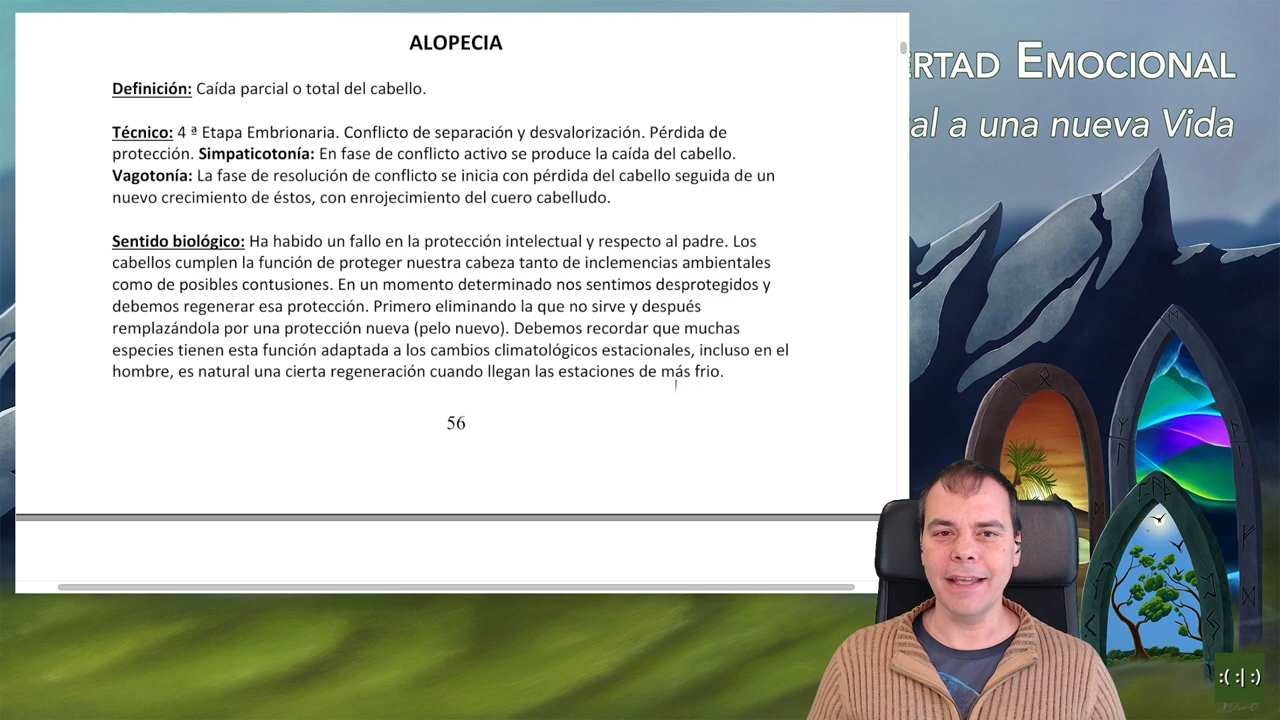 ALOPECIA
ERTAD EMOCIONAL
al a una nueva Vida
Definición: Caída parcial o total del cabello.
Técnico: 4 ª Etapa Embrionaria. Conflicto de separación y desvalorización. Pérdida de
protección. Simpaticotonía: En fase de conflicto activo se produce la caída del cabello.
Vagotonía: La fase de resolución de conflicto se inicia con pérdida del cabello seguida de un
nuevo crecimiento de éstos, con enrojecimiento del cuero cabelludo.
Sentido biológico: Ha habido un fallo en la protección intelectual y respecto al padre. Los
cabellos cumplen la función de proteger nuestra cabeza tanto de inclemencias ambientales
como de posibles contusiones. En un momento determinado nos sentimos desprotegidos y
debemos regenerar esa protección. Primero eliminando la que no sirve y después
remplazándola por una protección nueva (pelo nuevo). Debemos recordar que muchas
especies tienen esta función adaptada a los cambios climatológicos estacionales, incluso en el
hombre, es natural una cierta regeneración cuando llegan las estaciones de más frio.
56
:( :| :)